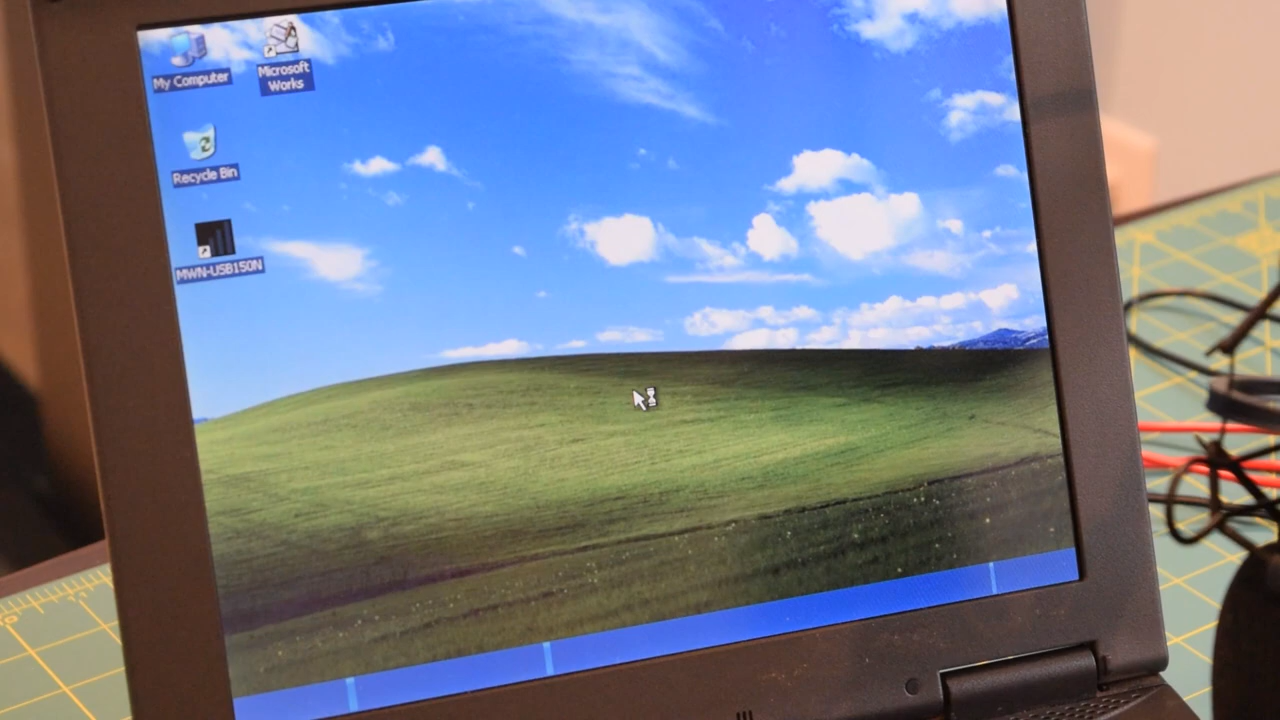 My Computer
Microsoft
Works
Recycle Bin
MWN-USB150N